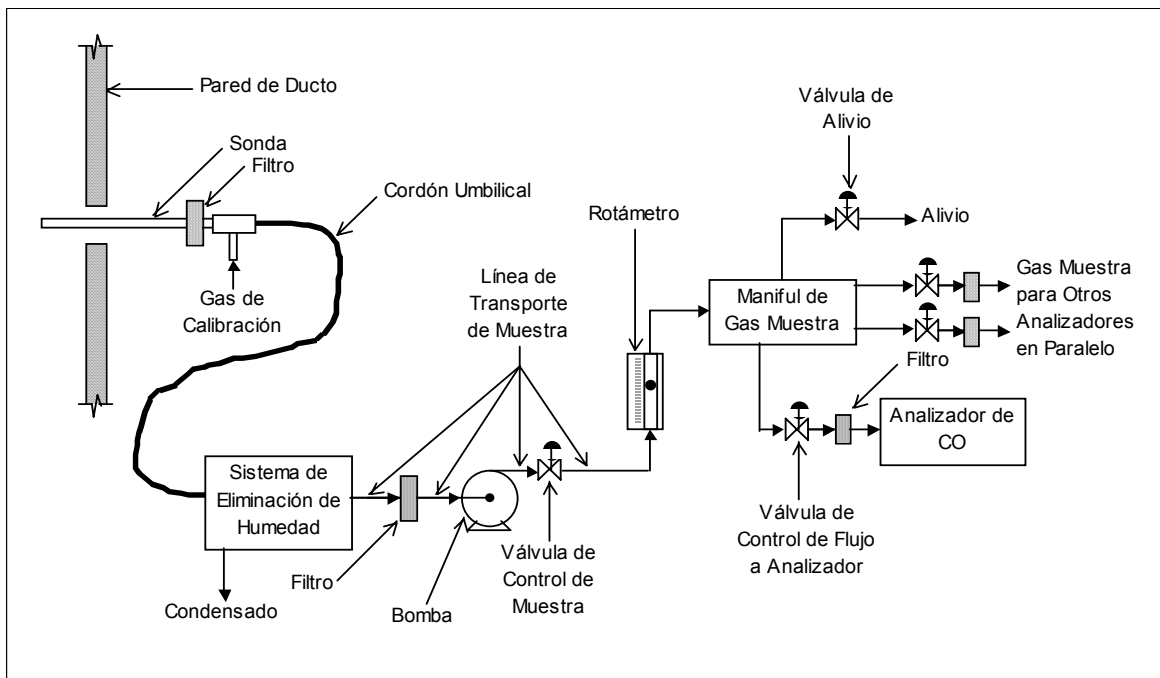 Pared de Ducto
Sonda
Filtro
Cordón Umbilical
Gas de
Calibración
Línea de
Transporte
de Muestra
Rotámetro
Válvula de
Alivio
Alivio
Maniful de
Gas Muestra
Gas Muestra
para Otros
Analizadores
en Paralelo
Filtro
Analizador de
CO
Válvula de
Control de Flujo
a Analizador
Sistema de
Eliminación de
Humedad
Condensado
Filtro
Bomba
Válvula de
Control de
Muestra